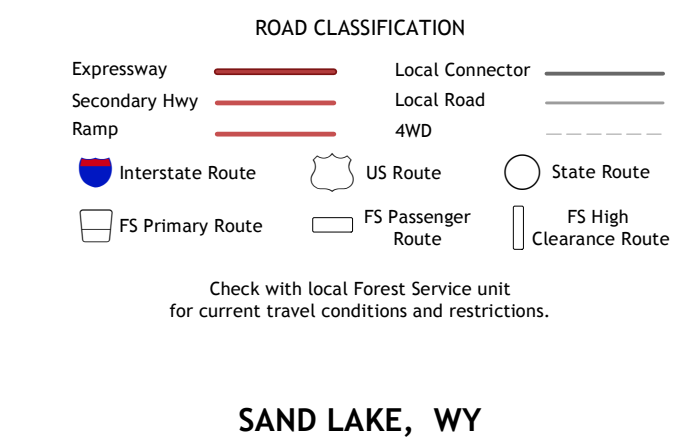 ROAD CLASSIFICATION
Expressway
Local Connector
Secondary Hwy
Local Road
Ramp
4WD
Interstate Route
US Route
State Route
FS Primary Route
FS Passenger
Route
FS High
Clearance Route
Check with local Forest Service unit
for current travel conditions and restrictions.
SAND LAKE, WY